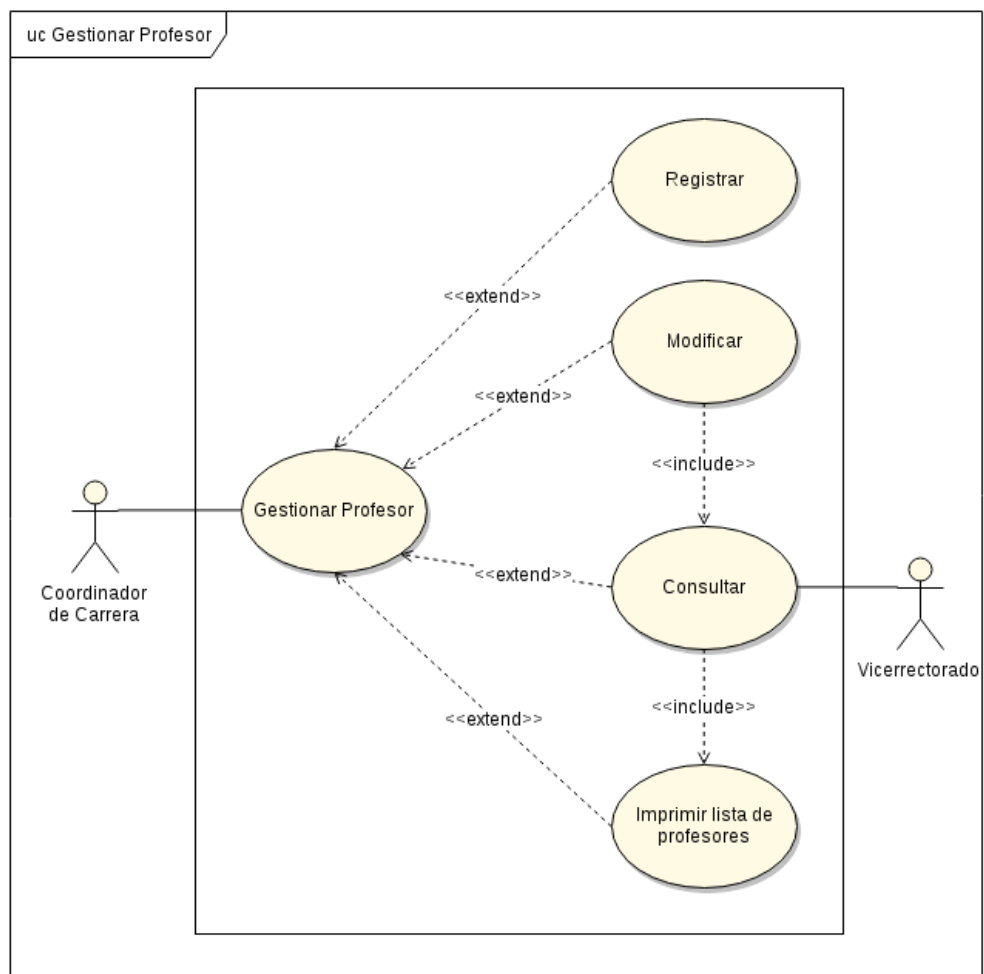 uc Gestionar Profesor
Registrar
<<extend>>
Modificar
<<extend>>
<<include>>
Gestionar Profesor
Coordinador
de Carrera
<<extend>>
Consultar
Vicerrectorado
<<include>>
<<extend>>
Imprimir lista de
profesores